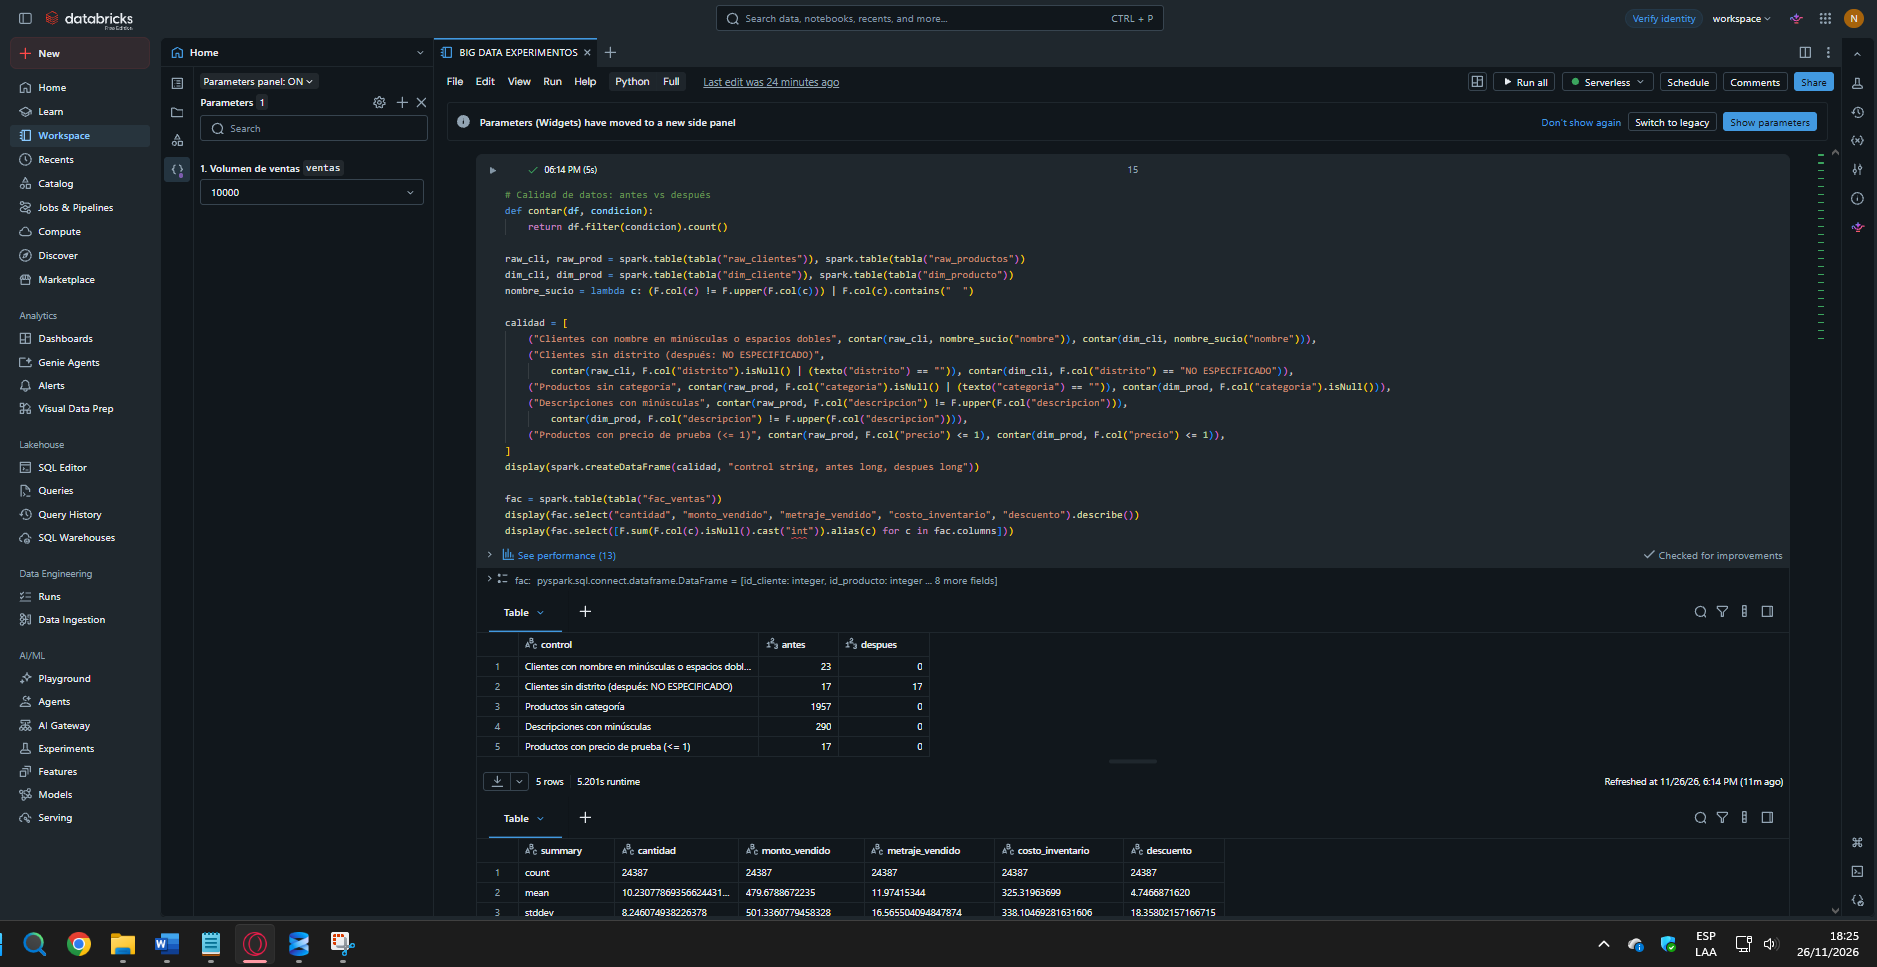 databricks
Free Edition
Search data, notebooks, recents, and more...
CTRL + P
Verify identity
workspace
N
New
Home
Learn
Workspace
Recents
Catalog
Jobs & Pipelines
Compute
Discover
Marketplace
Analytics
Dashboards
Genie Agents
Alerts
Visual Data Prep
Lakehouse
SQL Editor
Queries
Query History
SQL Warehouses
Data Engineering
Runs
Data Ingestion
AI/ML
Playground
Agents
AI Gateway
Experiments
Features
Models
Serving
Home
Parameters panel: ON
Parameters 1
Search
1. Volumen de ventas ventas
10000
BIG DATA EXPERIMENTOS
File Edit View Run Help Python Full Last edit was 24 minutes ago
Run all Serverless Schedule Comments Share
Parameters (Widgets) have moved to a new side panel
Don't show again Switch to legacy Show parameters
06:14 PM (5s)
15
# Calidad de datos: antes vs después
def contar(df, condicion):
return df.filter(condicion).count()
raw_cli, raw_prod = spark.table(tabla("raw_clientes")), spark.table(tabla("raw_productos"))
dim_cli, dim_prod = spark.table(tabla("dim_cliente")), spark.table(tabla("dim_producto"))
nombre_sucio = lambda c: (F.col(c) != F.upper(F.col(c))) | F.col(c).contains("  ")
calidad = [
("Clientes con nombre en minúsculas o espacios dobles", contar(raw_cli, nombre_sucio("nombre")), contar(dim_cli, nombre_sucio("nombre"))),
("Clientes sin distrito (después: NO ESPECIFICADO)",
contar(raw_cli, F.col("distrito").isNull() | (texto("distrito") == "")), contar(dim_cli, F.col("distrito") == "NO ESPECIFICADO")),
("Productos sin categoría", contar(raw_prod, F.col("categoria").isNull() | (texto("categoria") == "")), contar(dim_prod, F.col("categoria").isNull())),
("Descripciones con minúsculas", contar(raw_prod, F.col("descripcion") != F.upper(F.col("descripcion"))),
contar(dim_prod, F.col("descripcion") != F.upper(F.col("descripcion")))),
("Productos con precio de prueba (<= 1)", contar(raw_prod, F.col("precio") <= 1), contar(dim_prod, F.col("precio") <= 1)),
]
display(spark.createDataFrame(calidad, "control string, antes long, despues long"))
fac = spark.table(tabla("fac_ventas"))
display(fac.select("cantidad", "monto_vendido", "metraje_vendido", "costo_inventario", "descuento").describe())
display(fac.select([F.sum(F.col(c).isNull().cast("int")).alias(c) for c in fac.columns]))
See performance (13)
Checked for improvements
fac: pyspark.sql.connect.dataframe.DataFrame = [id_cliente: integer, id_producto: integer ... 8 more fields]
Table
control antes despues
1 Clientes con nombre en minúsculas o espacios dobl... 23 0
2 Clientes sin distrito (después: NO ESPECIFICADO) 17 17
3 Productos sin categoría 1957 0
4 Descripciones con minúsculas 290 0
5 Productos con precio de prueba (<= 1) 17 0
5 rows 5.201s runtime
Refreshed at 11/26/26, 6:14 PM (11m ago)
Table
summary cantidad monto_vendido metraje_vendido costo_inventario descuento
1 count 24387 24387 24387 24387 24387
2 mean 10.23077869356624431... 479.6788672235 11.97415344 325.31963699 4.7466871620
3 stddev 8.246074938226378 501.3360779458328 16.565504094847874 338.10469281631606 18.35802157166715
ESP
LAA
18:25
26/11/2026